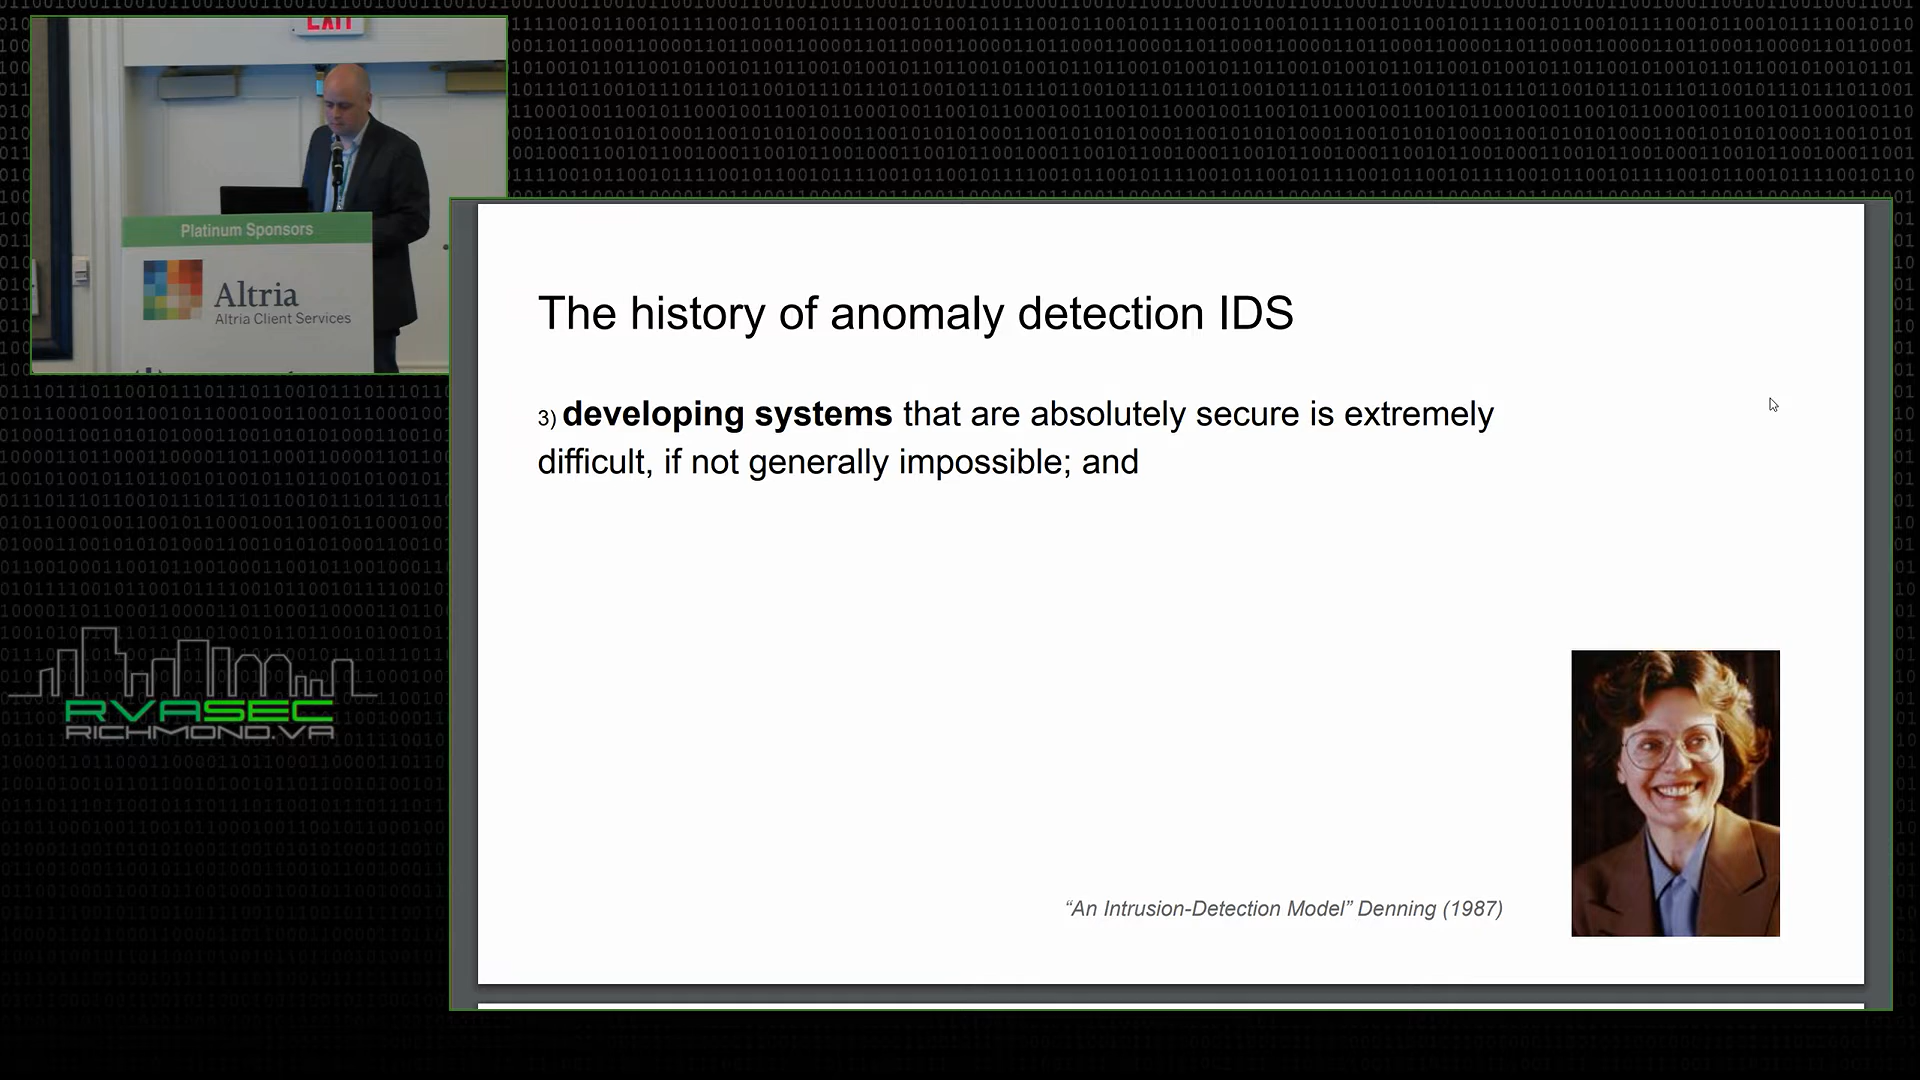 EXIT
Platinum Sponsors
Altria
Altria Client Services
The history of anomaly detection IDS
3) developing systems that are absolutely secure is extremely
difficult, if not generally impossible; and
“An Intrusion-Detection Model” Denning (1987)
RVASEC
RICHMOND.VA